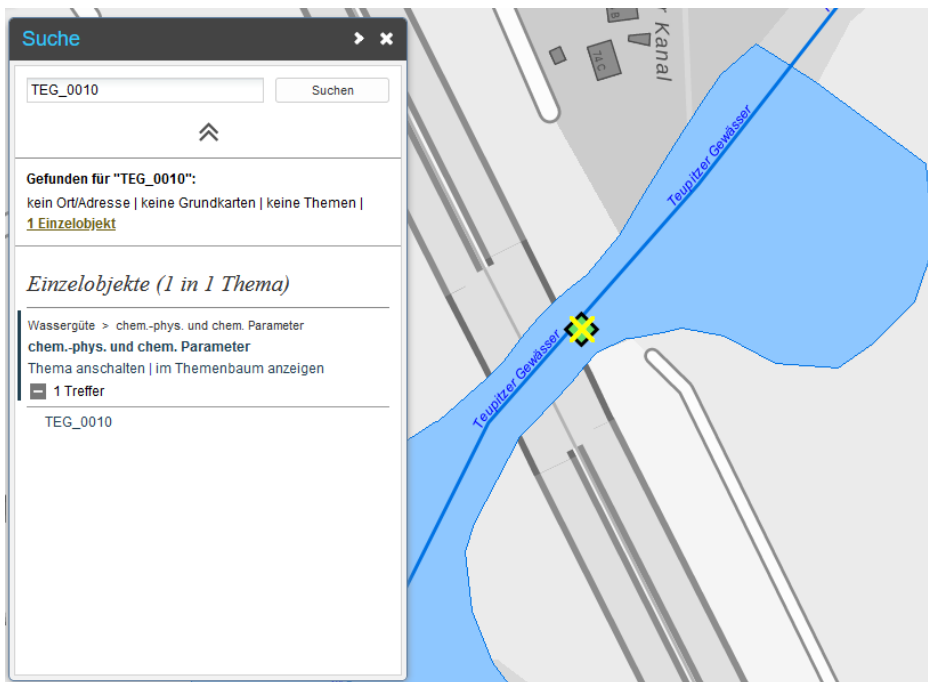 Suche
TEG_0010
Suchen
Gefunden für "TEG_0010":
kein Ort/Adresse | keine Grundkarten | keine Themen |
1 Einzelobjekt
Einzelobjekte (1 in 1 Thema)
Wassergüte > chem.-phys. und chem. Parameter
chem.-phys. und chem. Parameter
Thema anschalten | im Themenbaum anzeigen
1 Treffer
TEG_0010
r Kanal
B
74 C
Teupitzer Gewässer
Teupitzer Gewässer